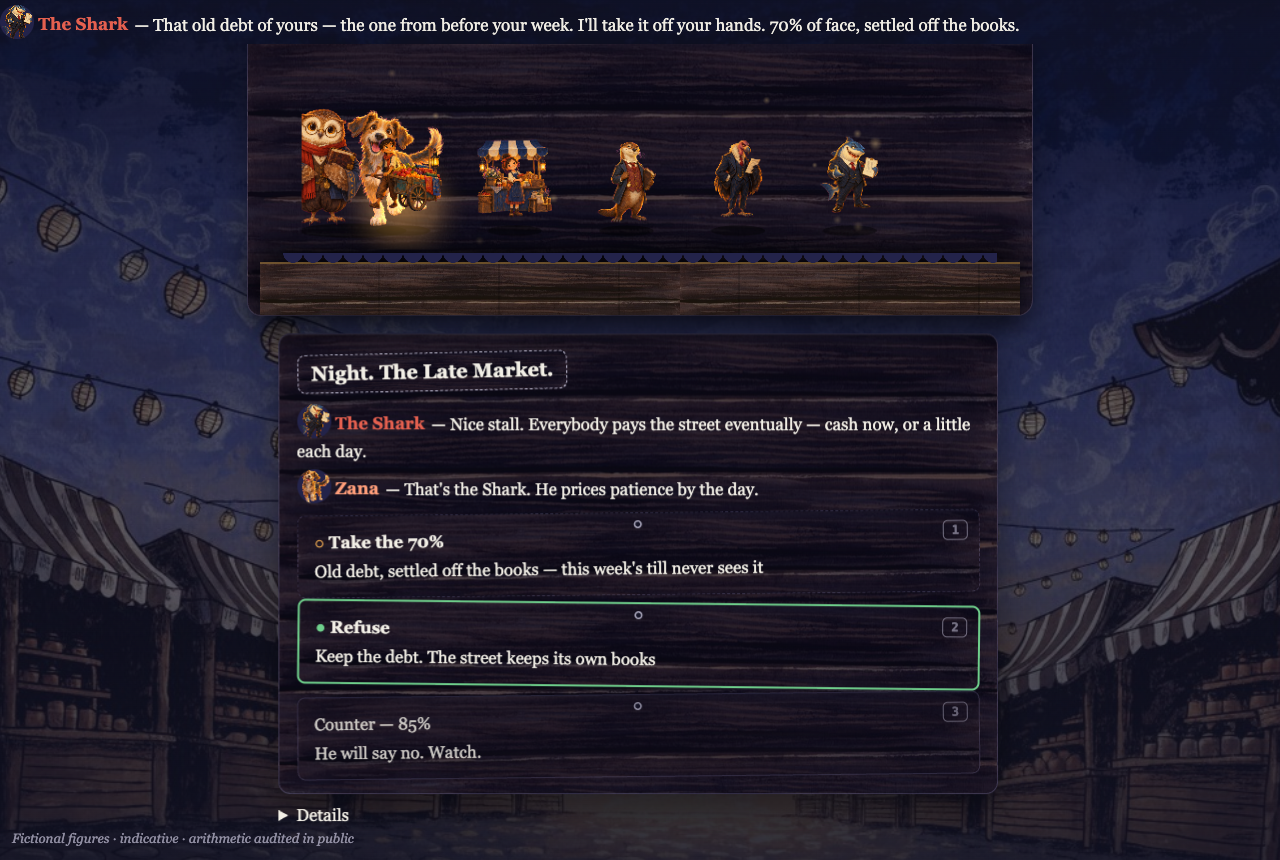 The Shark — That old debt of yours — the one from before your week. I'll take it off your hands. 70% of face, settled off the books.
Night. The Late Market.
The Shark — Nice stall. Everybody pays the street eventually — cash now, or a little
each day.
Zana — That's the Shark. He prices patience by the day.
Take the 70%
1
Old debt, settled off the books — this week's till never sees it
Refuse
2
Keep the debt. The street keeps its own books
Counter — 85%
3
He will say no. Watch.
Details
Fictional figures · indicative · arithmetic audited in public